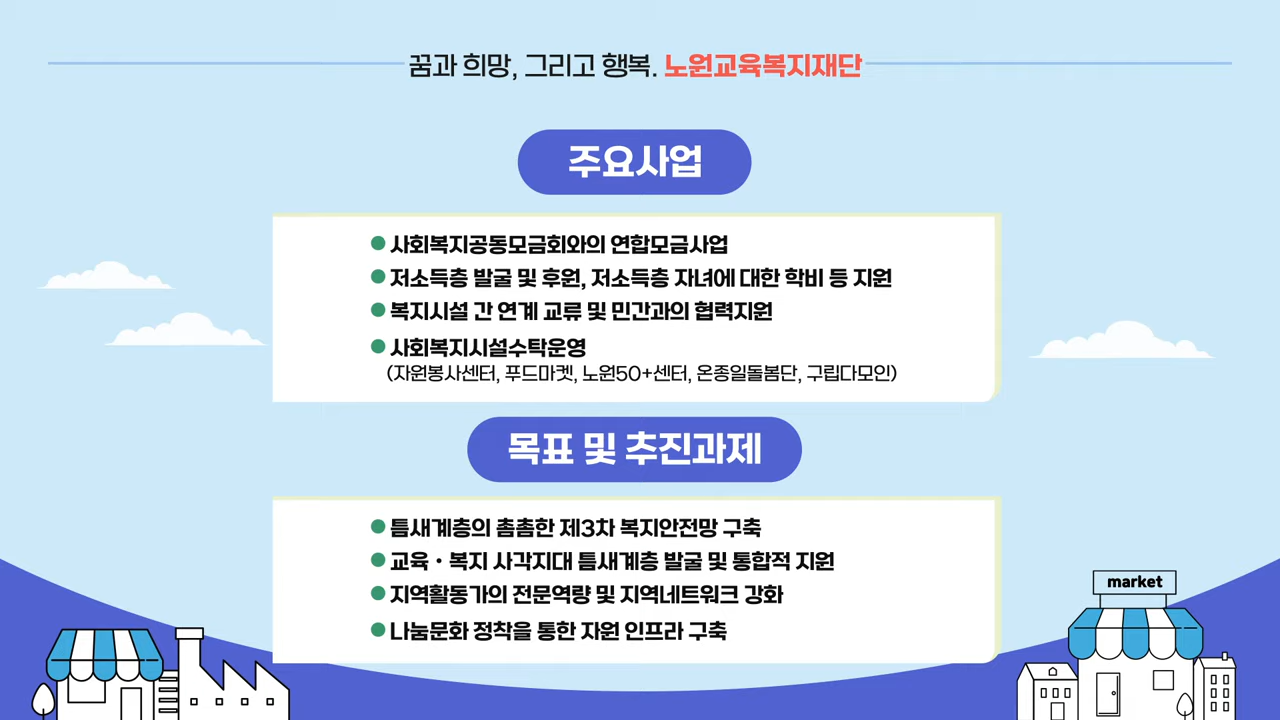 꿈과 희망, 그리고 행복. 노원교육복지재단
주요사업
사회복지공동모금회와의 연합모금사업
저소득층 발굴 및 후원, 저소득층 자녀에 대한 학비 등 지원
복지시설 간 연계 교류 및 민간과의 협력지원
사회복지시설수탁운영
(자원봉사센터, 푸드마켓, 노원50+센터, 온종일돌봄단, 구립다모인)
목표 및 추진과제
틈새계층의 촘촘한 제3차 복지안전망 구축
교육·복지 사각지대 틈새계층 발굴 및 통합적 지원
지역활동가의 전문역량 및 지역네트워크 강화
나눔문화 정착을 통한 자원 인프라 구축
market